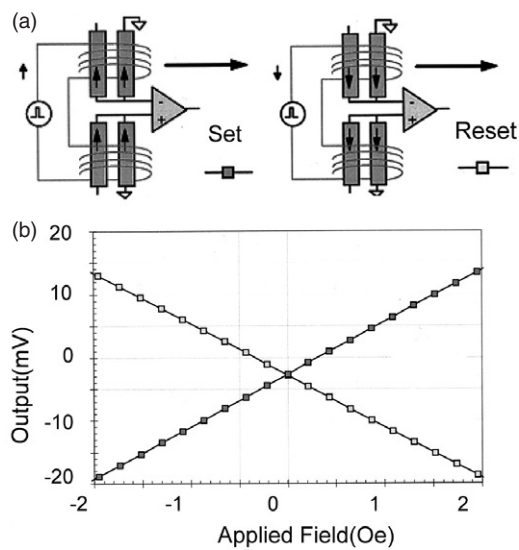 (a)
-
+
Set
-
+
Reset
(b)
20
10
0
-10
-20
Output(mV)
-2
-1
0
1
2
Applied Field(Oe)